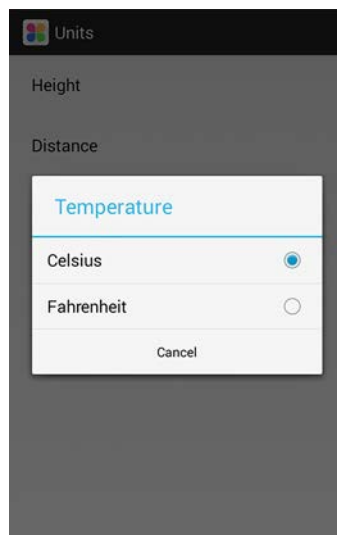 Units
Height
Distance
Temperature
Celsius
Fahrenheit
Cancel